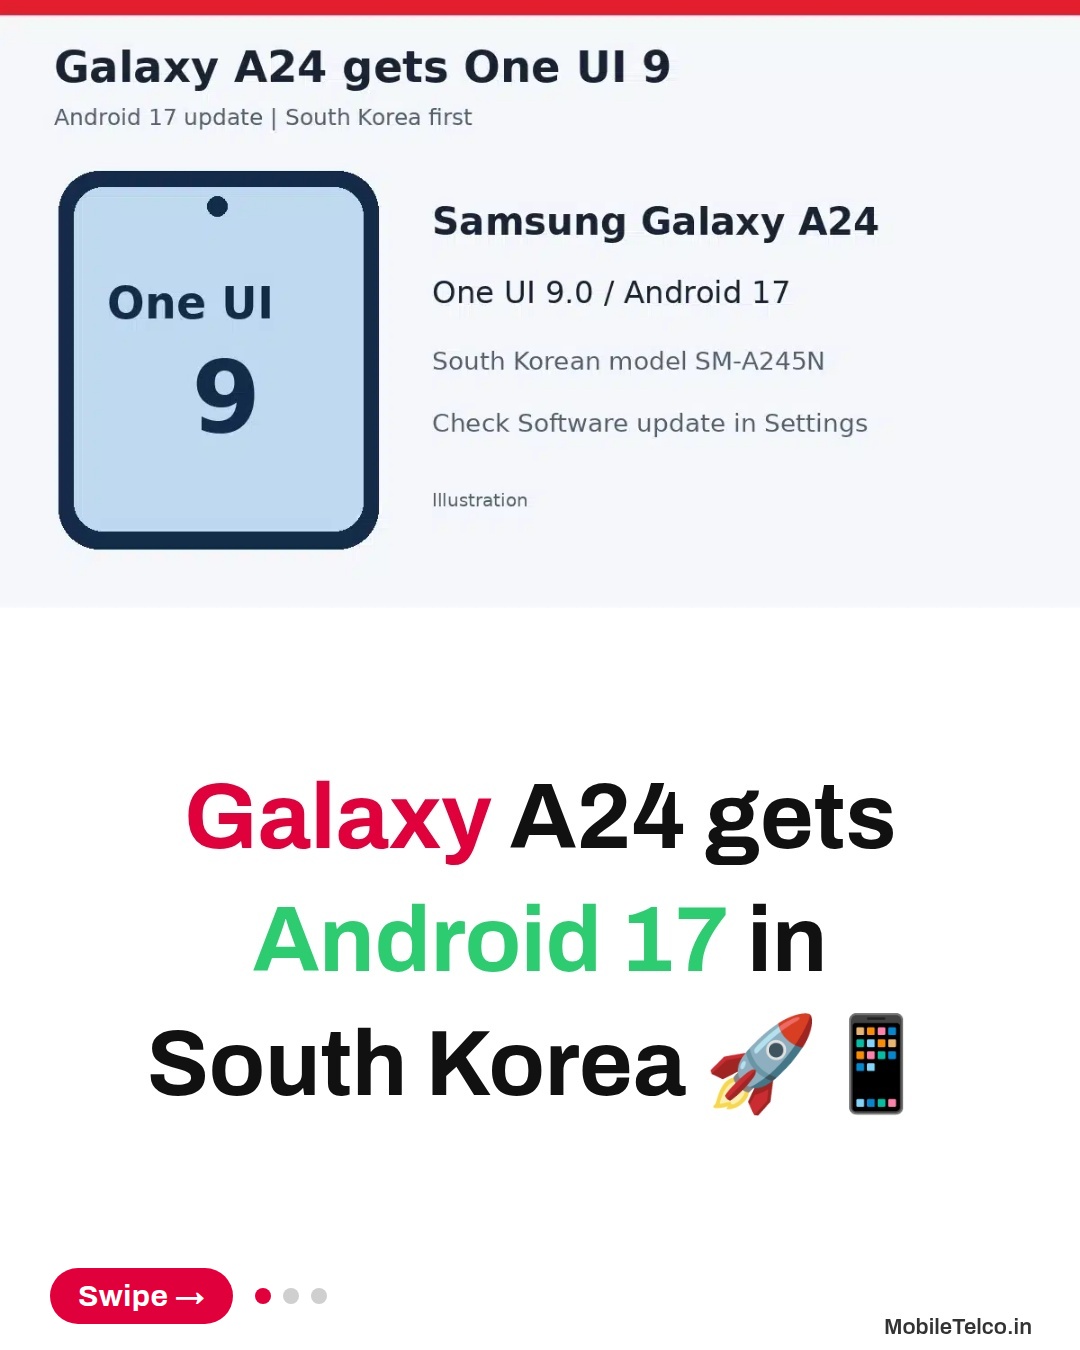 Galaxy A24 gets One UI 9
Android 17 update | South Korea first
One UI
9
Samsung Galaxy A24
One UI 9.0 / Android 17
South Korean model SM-A245N
Check Software update in Settings
Illustration
Galaxy A24 gets
Android 17 in
South Korea 🚀 📱
Swipe →
MobileTelco.in